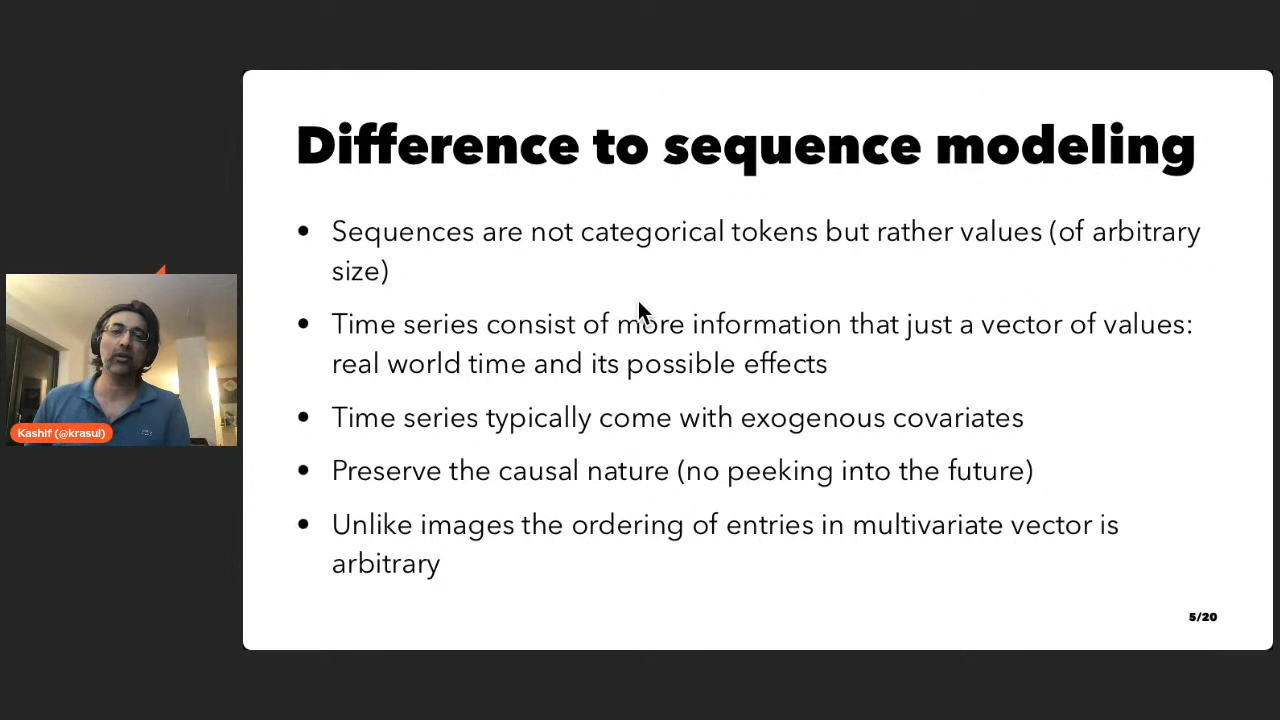 Difference to sequence modeling
• Sequences are not categorical tokens but rather values (of arbitrary
size)
• Time series consist of more information that just a vector of values:
real world time and its possible effects
• Time series typically come with exogenous covariates
• Preserve the causal nature (no peeking into the future)
• Unlike images the ordering of entries in multivariate vector is
arbitrary
5/20
Kashif (@krasul)